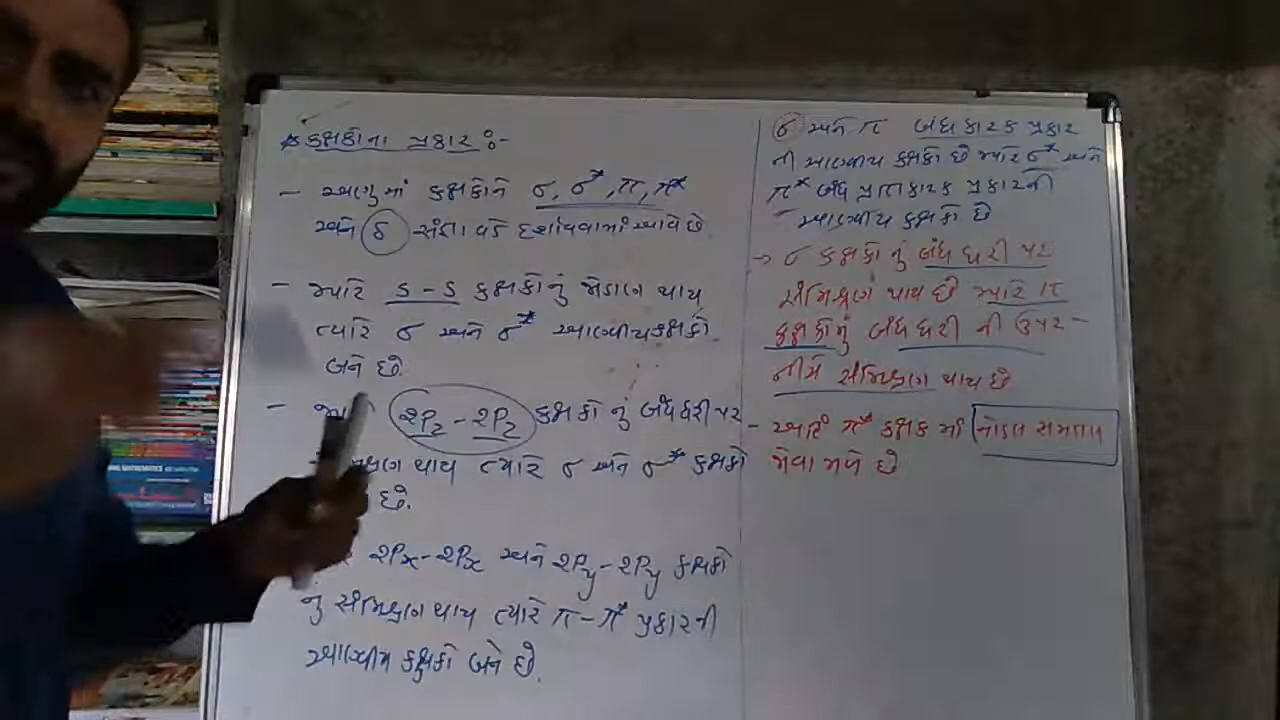 * કક્ષકોના પ્રકાર :-
- અણુમાં કક્ષકોને σ, σ*, π, π*
અને δ સંજ્ઞા વડે દર્શાવવામાં આવે છે.
- જ્યારે s-s કક્ષકોનું જોડાણ થાય
ત્યારે σ અને σ* આણ્વીય કક્ષકો
બને છે.
- 2Pz - 2Pz કક્ષકોનું બંધધરી પર
થાય ત્યારે σ અને σ* કક્ષકો
છે.
2Px-2Px અને 2Py-2Py કક્ષકો
નું સંમિશ્રણ થાય ત્યારે π-π* પ્રકારની
આણ્વીય કક્ષકો બને છે.
σ અને π બંધકારક પ્રકાર
ની આણ્વીય કક્ષકો છે જ્યારે σ* અને
π* બંધ પ્રતિકારક પ્રકારની
આણ્વીય કક્ષકો છે
→ σ કક્ષકોનું બંધ ધરી પર
સંમિશ્રણ થાય છે જ્યારે π
કક્ષકોનું બંધ ધરી ની ઉપર-
નીચે સંમિશ્રણ થાય છે
- આથી π* કક્ષકમાં નોડલ સમતલ
જોવા મળે છે